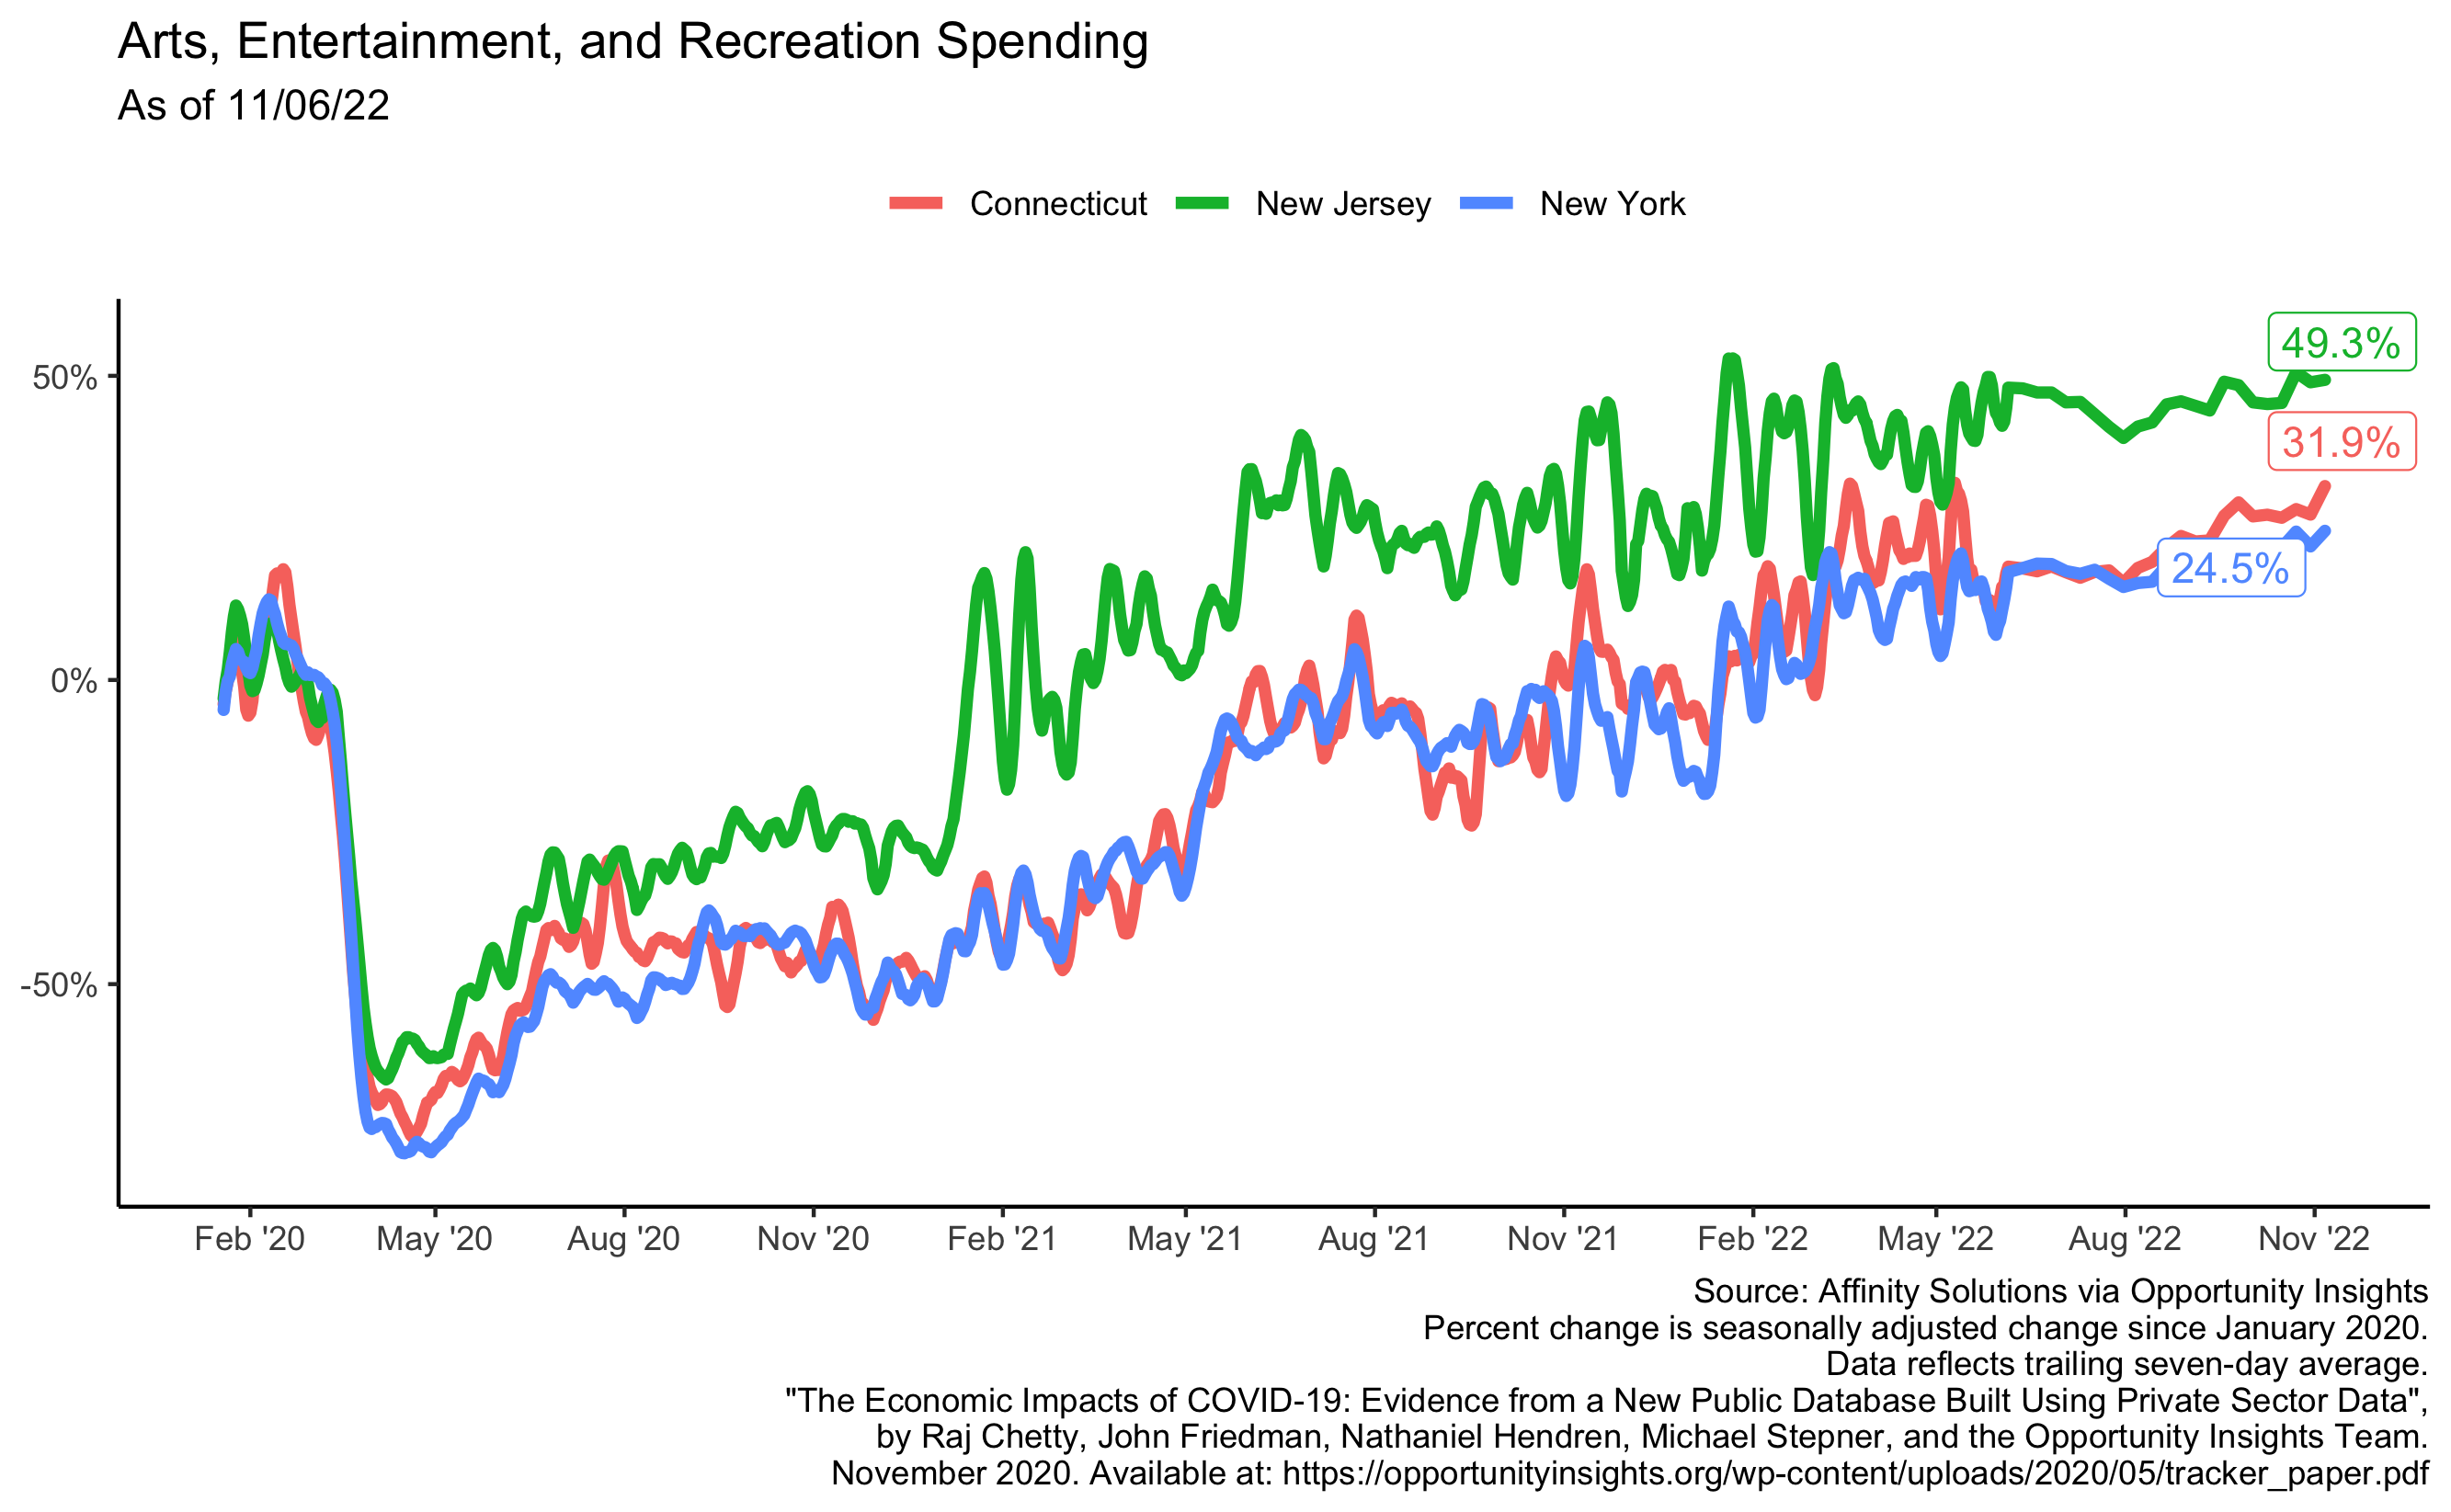 Arts, Entertainment, and Recreation Spending
As of 11/06/22
Connecticut New Jersey New York
50%
0%
-50%
49.3%
31.9%
24.5%
Feb '20 May '20 Aug '20 Nov '20 Feb '21 May '21 Aug '21 Nov '21 Feb '22 May '22 Aug '22 Nov '22
Source: Affinity Solutions via Opportunity Insights
Percent change is seasonally adjusted change since January 2020.
Data reflects trailing seven-day average.
"The Economic Impacts of COVID-19: Evidence from a New Public Database Built Using Private Sector Data",
by Raj Chetty, John Friedman, Nathaniel Hendren, Michael Stepner, and the Opportunity Insights Team.
November 2020. Available at: https://opportunityinsights.org/wp-content/uploads/2020/05/tracker_paper.pdf